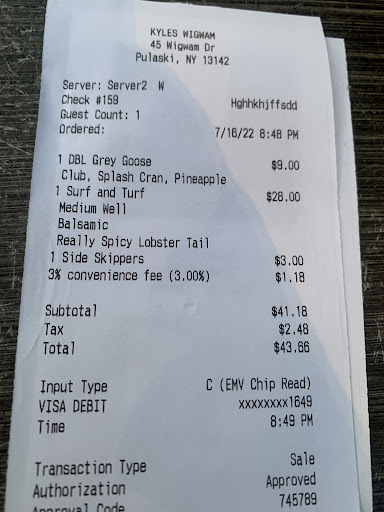 KYLES WIGWAM
45 Wigwam Dr
Pulaski, NY 13142
Server: Server2 W
Check #159 Hghhkhjffsdd
Guest Count: 1
Ordered: 7/16/22 8:48 PM
1 DBL Grey Goose $9.00
Club, Splash Cran, Pineapple
1 Surf and Turf $28.00
Medium Well
Balsamic
Really Spicy Lobster Tail
1 Side Skippers $3.00
3% convenience fee (3.00%) $1.18
Subtotal $41.18
Tax $2.48
Total $43.66
Input Type C (EMV Chip Read)
VISA DEBIT xxxxxxxx1649
Time 8:49 PM
Transaction Type Sale
Authorization Approved
Approval Code 745789